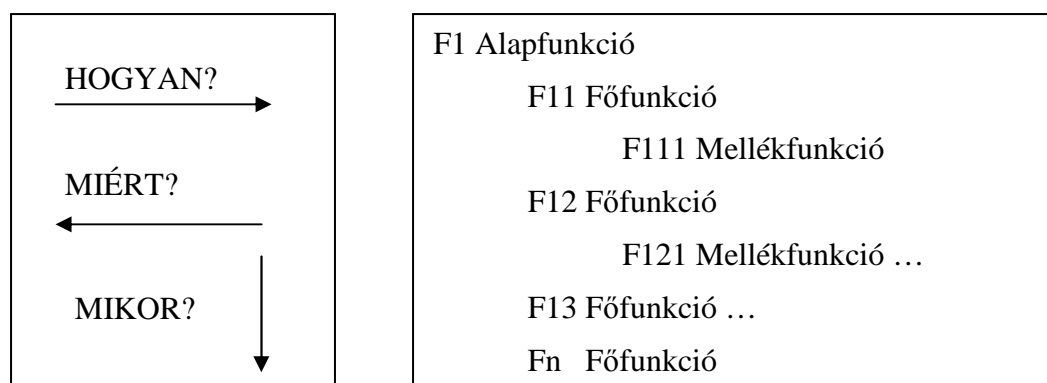 HOGYAN?
MIÉRT?
MIKOR?
F1 Alapfunkció
F11 Főfunkció
F111 Mellékfunkció
F12 Főfunkció
F121 Mellékfunkció …
F13 Főfunkció …
Fn Főfunkció